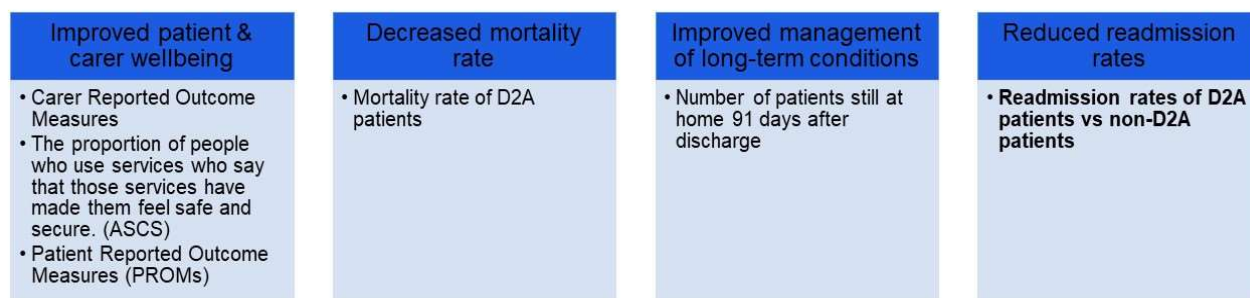 Improved patient &
carer wellbeing
• Carer Reported Outcome
Measures
• The proportion of people
who use services who say
that those services have
made them feel safe and
secure. (ASCS)
• Patient Reported Outcome
Measures (PROMs)
Decreased mortality
rate
• Mortality rate of D2A
patients
Improved management
of long-term conditions
• Number of patients still at
home 91 days after
discharge
Reduced readmission
rates
• Readmission rates of D2A
patients vs non-D2A
patients